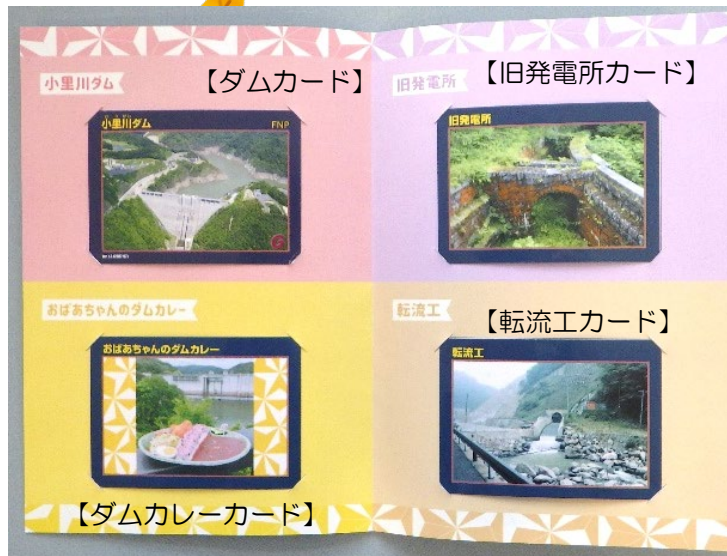 小里川ダム
【ダムカード】
小里川ダム
FNP
旧発電所
【旧発電所カード】
旧発電所
おばあちゃんのダムカレー
おばあちゃんのダムカレー
【ダムカレーカード】
転流工
【転流工カード】
転流工